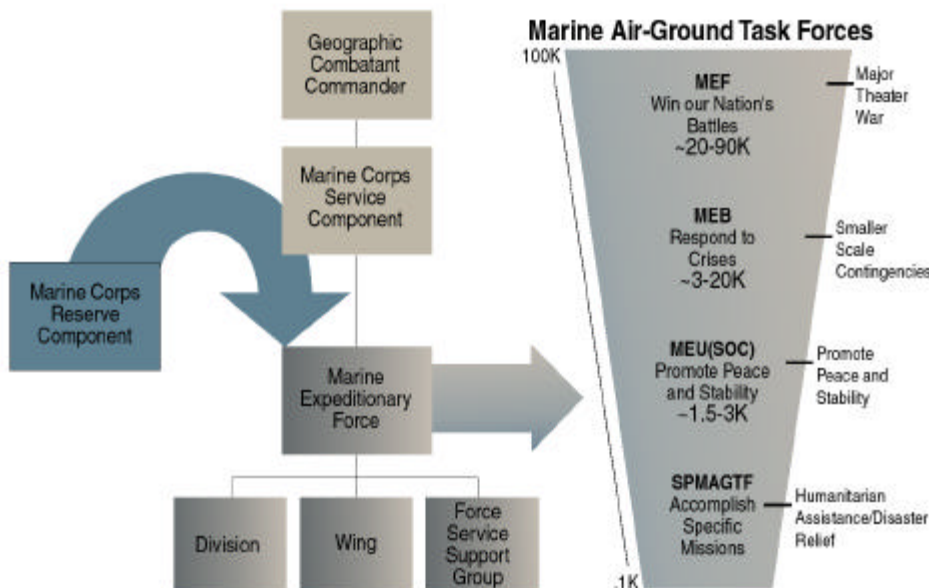 Geographic
Combatant
Commander
Marine Corps
Service
Component
Marine Corps
Reserve
Component
Marine
Expeditionary
Force
Division
Wing
Force
Service
Support
Group
Marine Air-Ground Task Forces
100K
MEF
Win our Nation's
Battles
~20-90K
Major
Theater
War
MEB
Respond to
Crises
~3-20K
Smaller
Scale
Contingencies
MEU(SOC)
Promote Peace
and Stability
~1.5-3K
Promote
Peace and
Stability
SPMAGTF
Accomplish
Specific
Missions
Humanitarian
Assistance/Disaster
Relief
.1K